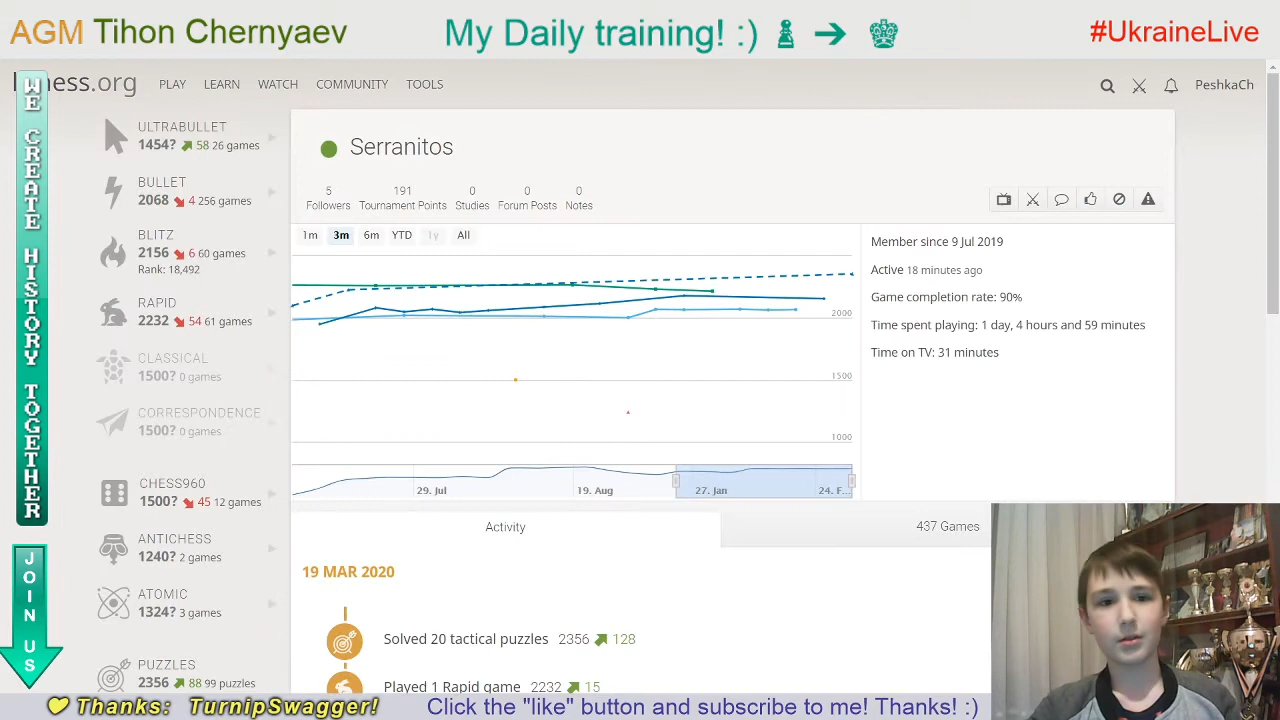 AGM Tihon Chernyaev
My Daily training! :)
#UkraineLive
WE CREATE HISTORY TOGETHER
JOIN US
hess.org
PLAY
LEARN
WATCH
COMMUNITY
TOOLS
PeshkaCh
ULTRABULLET
1454? 58 26 games
BULLET
2068 4 256 games
BLITZ
2156 6 60 games
Rank: 18,492
RAPID
2232 54 61 games
CLASSICAL
1500? 0 games
CORRESPONDENCE
1500? 0 games
CHESS960
1500? 45 12 games
ANTICHESS
1240? 2 games
ATOMIC
1324? 3 games
PUZZLES
2356 88 99 puzzles
Serranitos
5 191 0 0 0
Followers Tournament Points Studies Forum Posts Notes
1m 3m 6m YTD 1y All
2000
1500
1000
29. Jul 19. Aug 27. Jan 24. F...
Member since 9 Jul 2019
Active 18 minutes ago
Game completion rate: 90%
Time spent playing: 1 day, 4 hours and 59 minutes
Time on TV: 31 minutes
Activity
437 Games
19 MAR 2020
Solved 20 tactical puzzles 2356 128
Played 1 Rapid game 2232 15
Thanks: TurnipSwagger!
Click the "like" button and subscribe to me! Thanks! :)